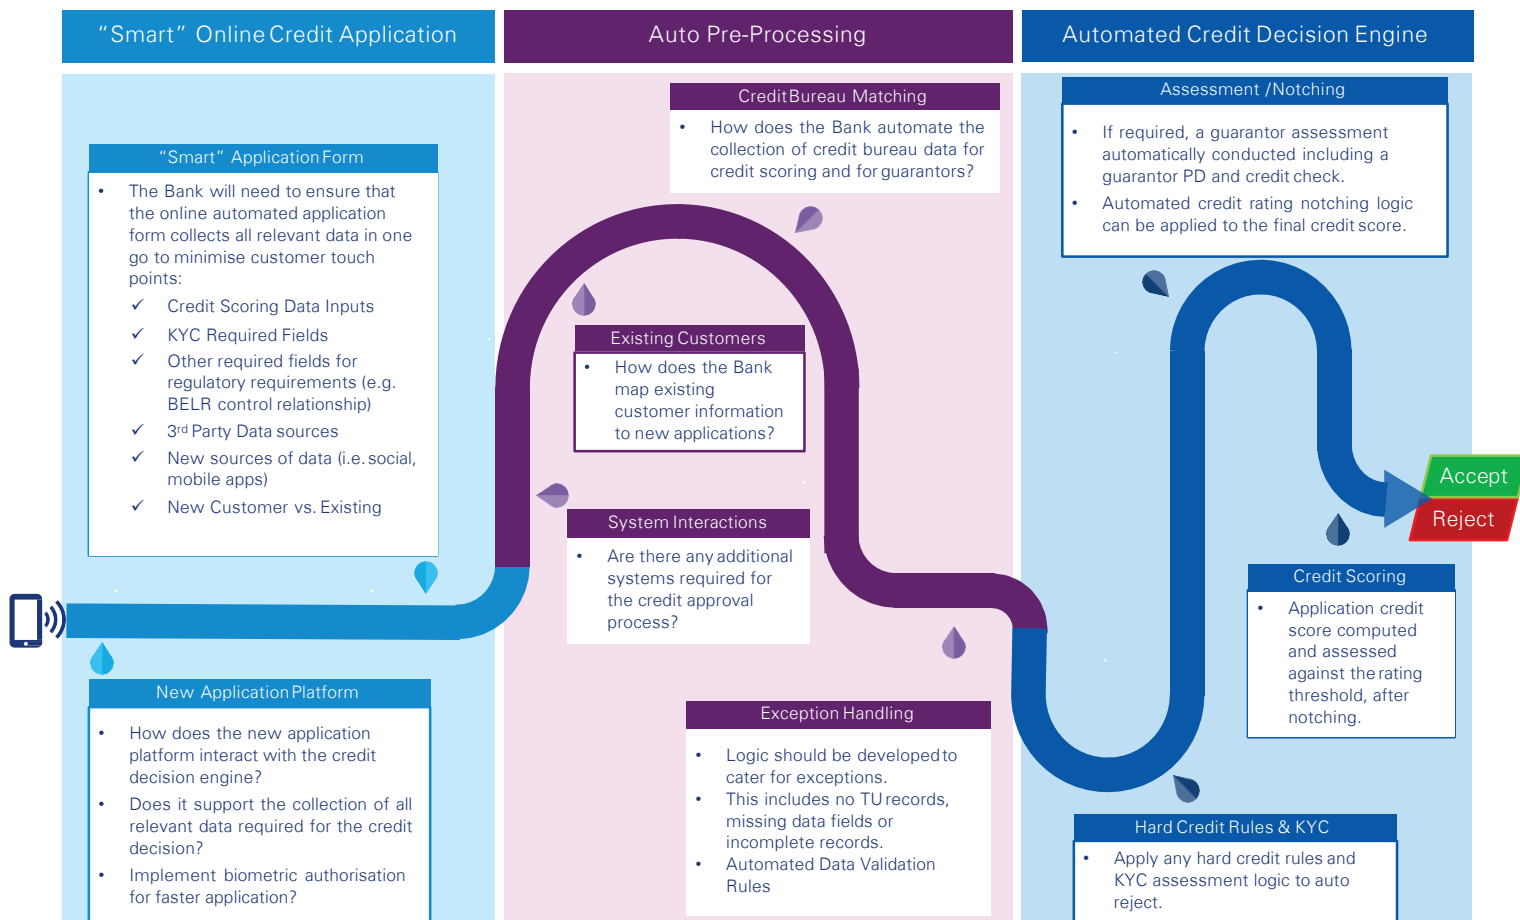 “Smart” Online Credit Application
“Smart” Application Form
• The Bank will need to ensure that
the online automated application
form collects all relevant data in one
go to minimise customer touch
points:
✓ Credit Scoring Data Inputs
✓ KYC Required Fields
✓ Other required fields for
regulatory requirements (e.g.
BELR control relationship)
✓ 3rd Party Data sources
✓ New sources of data (i.e. social,
mobile apps)
✓ New Customer vs. Existing
New Application Platform
• How does the new application
platform interact with the credit
decision engine?
• Does it support the collection of all
relevant data required for the credit
decision?
• Implement biometric authorisation
for faster application?
Auto Pre-Processing
Credit Bureau Matching
• How does the Bank automate the
collection of credit bureau data for
credit scoring and for guarantors?
Existing Customers
• How does the Bank
map existing
customer information
to new applications?
System Interactions
• Are there any additional
systems required for
the credit approval
process?
Exception Handling
• Logic should be developed to
cater for exceptions.
• This includes no TU records,
missing data fields or
incomplete records.
• Automated Data Validation
Rules
Automated Credit Decision Engine
Assessment /Notching
• If required, a guarantor assessment
automatically conducted including a
guarantor PD and credit check.
• Automated credit rating notching logic
can be applied to the final credit score.
Accept
Reject
Credit Scoring
• Application credit
score computed
and assessed
against the rating
threshold, after
notching.
Hard Credit Rules & KYC
• Apply any hard credit rules and
KYC assessment logic to auto
reject.